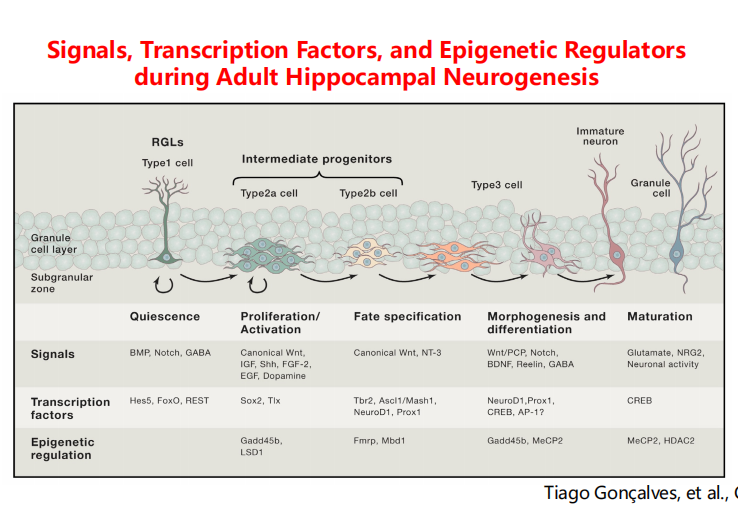 Signals, Transcription Factors, and Epigenetic Regulators
during Adult Hippocampal Neurogenesis
RGLs
Type1 cell
Intermediate progenitors
Type2a cell
Type2b cell
Type3 cell
Immature
neuron
Granule
cell
Granule
cell layer
Subgranular
zone
Quiescence
Proliferation/
Activation
Fate specification
Morphogenesis and
differentiation
Maturation
Signals
BMP, Notch, GABA
Canonical Wnt,
IGF, Shh, FGF-2,
EGF, Dopamine
Canonical Wnt, NT-3
Wnt/PCP, Notch,
BDNF, Reelin, GABA
Glutamate, NRG2,
Neuronal activity
Transcription
factors
Hes5, FoxO, REST
Sox2, Tlx
Tbr2, Ascl1/Mash1,
NeuroD1, Prox1
NeuroD1,Prox1,
CREB, AP-1?
CREB
Epigenetic
regulation
Gadd45b,
LSD1
Fmrp, Mbd1
Gadd45b, MeCP2
MeCP2, HDAC2
Tiago Gonçalves, et al.,